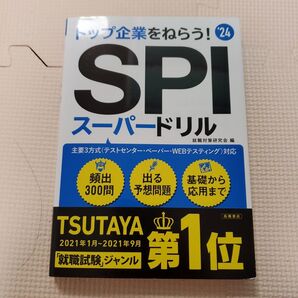 トップ企業をねらう!
'24
SPI
スーパードリル
就職対策研究会 編
主要3方式(テストセンター・ペーパー・WEBテスティング)対応
頻出
300問
出る
予想問題
基礎から
応用まで
TSUTAYA
2021年1月~2021年9月
「就職試験」ジャンル
第1位
高橋書店